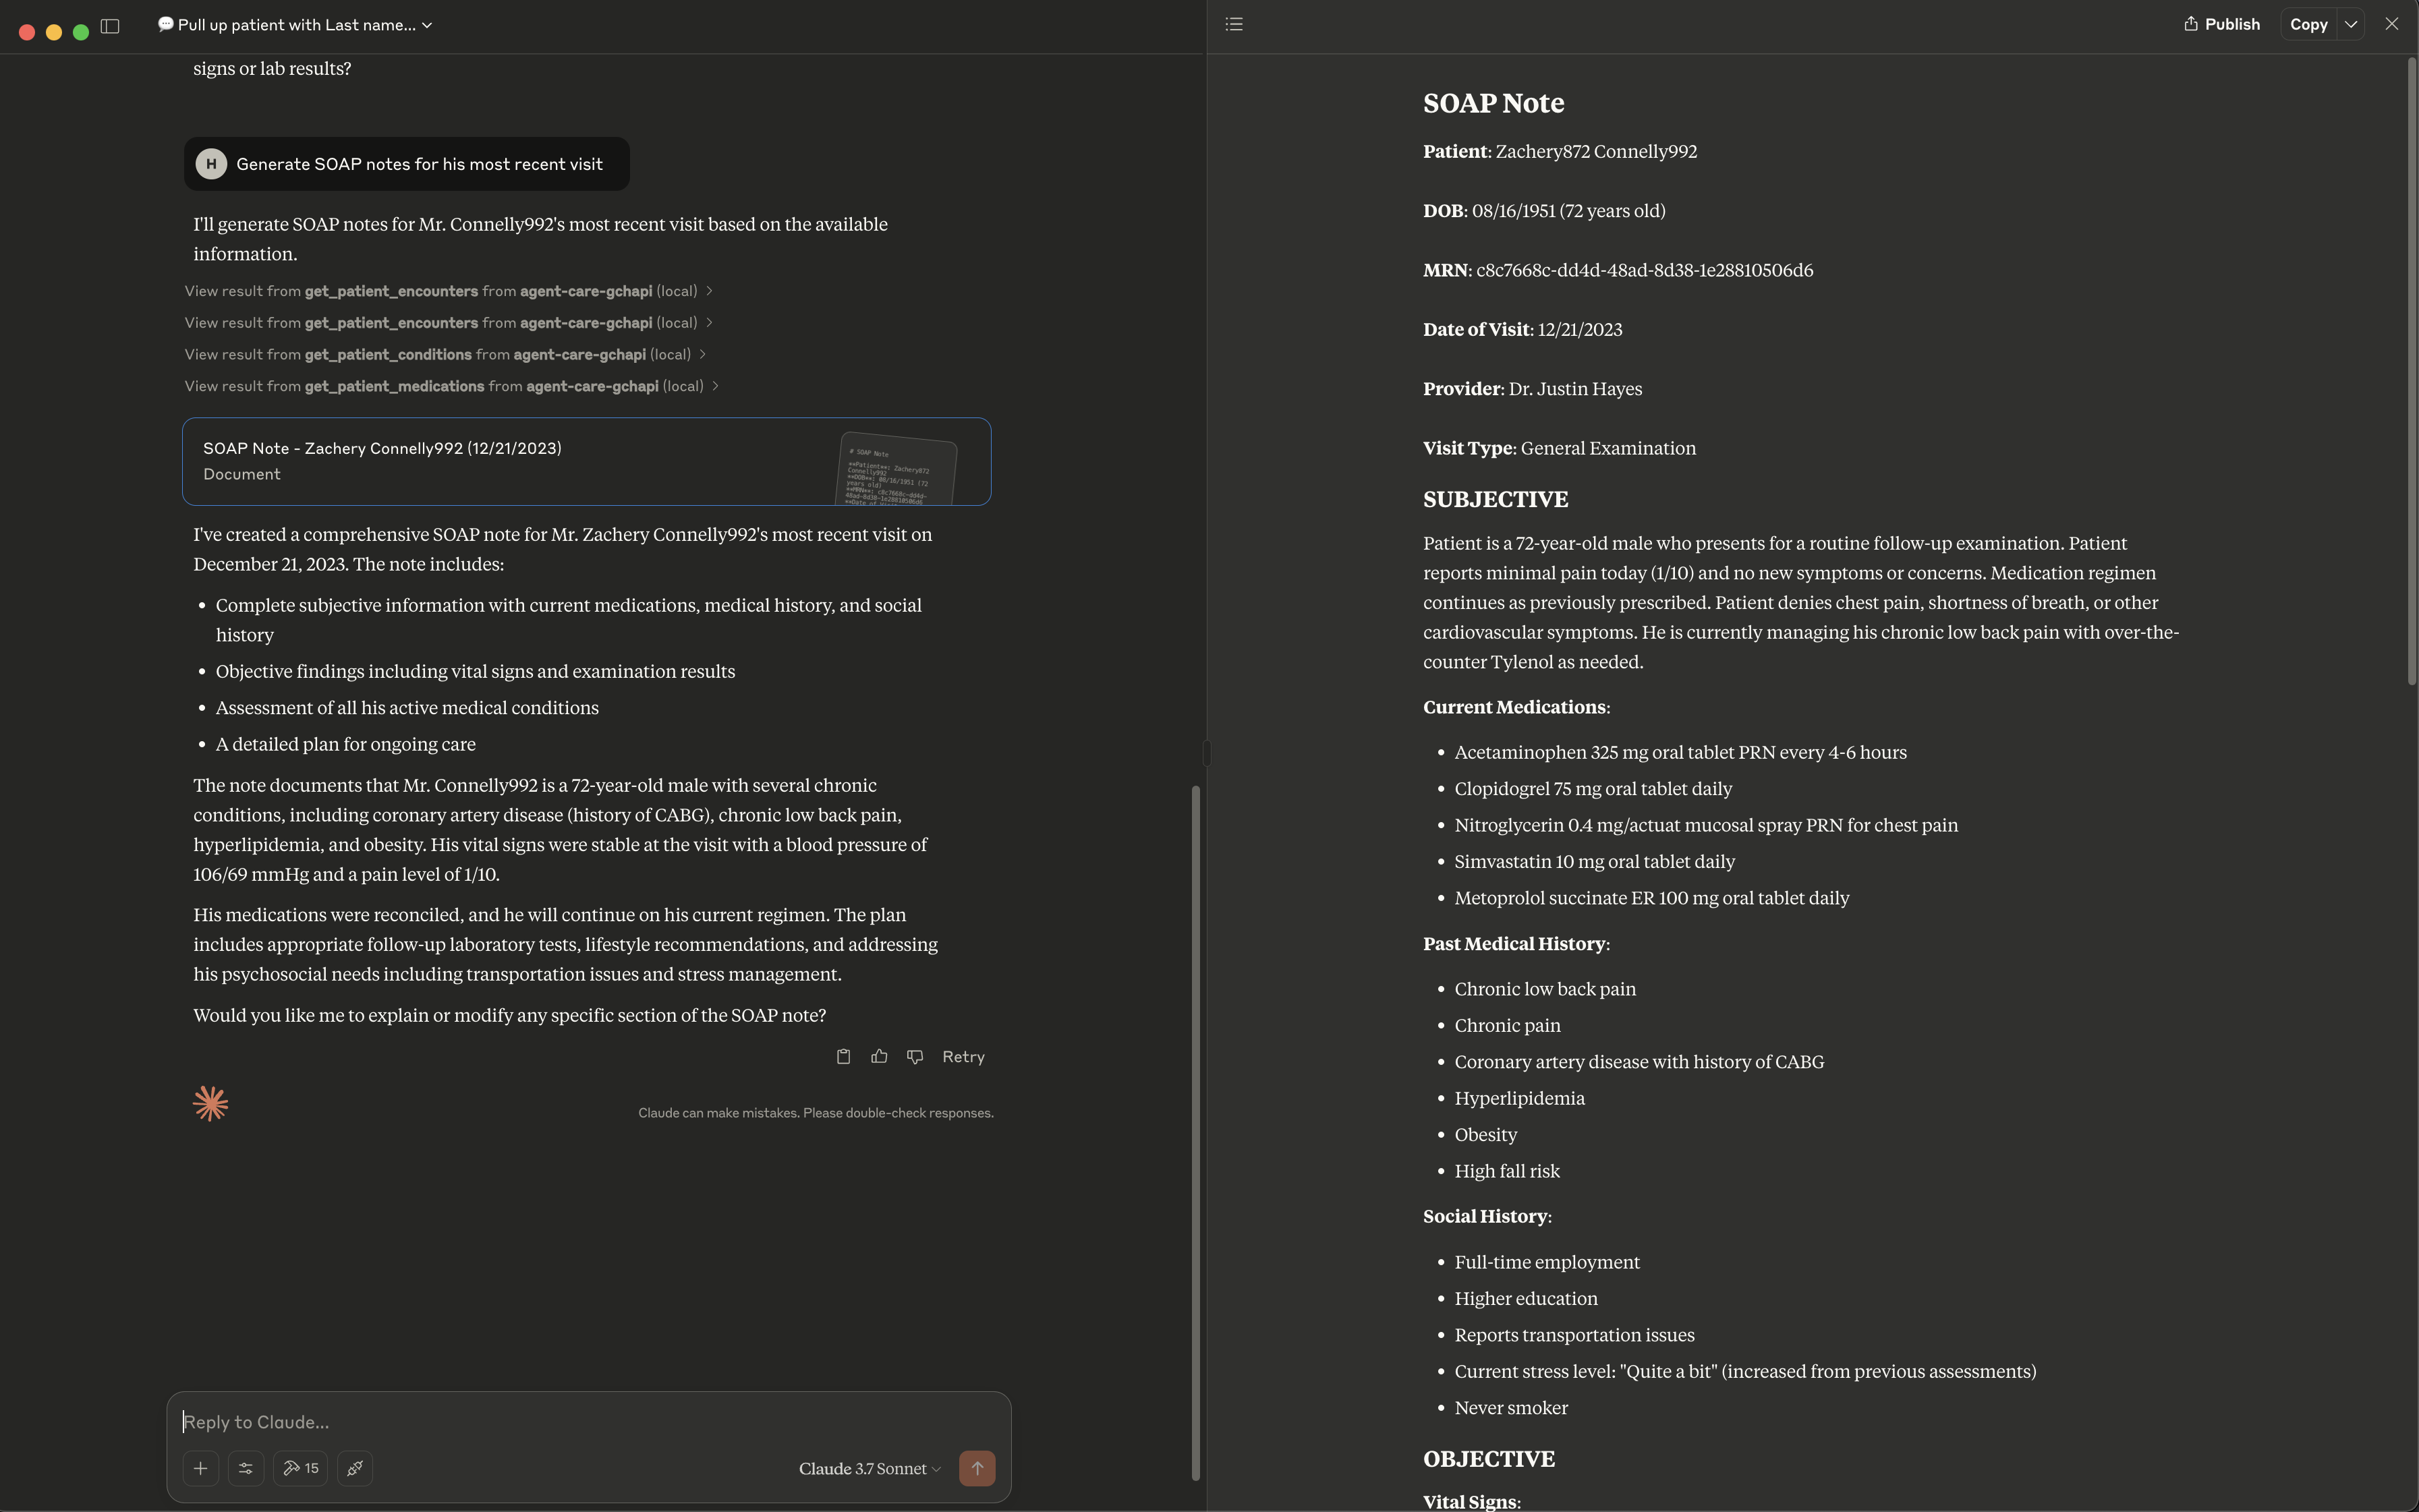 Pull up patient with Last name...
signs or lab results?
H
Generate SOAP notes for his most recent visit
I'll generate SOAP notes for Mr. Connelly992's most recent visit based on the available
information.
View result from get_patient_encounters from agent-care-gchapi (local)
View result from get_patient_encounters from agent-care-gchapi (local)
View result from get_patient_conditions from agent-care-gchapi (local)
View result from get_patient_medications from agent-care-gchapi (local)
SOAP Note - Zachery Connelly992 (12/21/2023)
Document
# SOAP Note
**Patient**: Zachery872
Connelly992
**DOB**: 08/16/1951 (72
years old)
**MRN**: c8c7668c-dd4d-
48ad-8d38-1e28810506d6
I've created a comprehensive SOAP note for Mr. Zachery Connelly992's most recent visit on
December 21, 2023. The note includes:
• Complete subjective information with current medications, medical history, and social
history
• Objective findings including vital signs and examination results
• Assessment of all his active medical conditions
• A detailed plan for ongoing care
The note documents that Mr. Connelly992 is a 72-year-old male with several chronic
conditions, including coronary artery disease (history of CABG), chronic low back pain,
hyperlipidemia, and obesity. His vital signs were stable at the visit with a blood pressure of
106/69 mmHg and a pain level of 1/10.
His medications were reconciled, and he will continue on his current regimen. The plan
includes appropriate follow-up laboratory tests, lifestyle recommendations, and addressing
his psychosocial needs including transportation issues and stress management.
Would you like me to explain or modify any specific section of the SOAP note?
Retry
Claude can make mistakes. Please double-check responses.
Reply to Claude...
15
Claude 3.7 Sonnet
Publish
Copy
SOAP Note
Patient: Zachery872 Connelly992
DOB: 08/16/1951 (72 years old)
MRN: c8c7668c-dd4d-48ad-8d38-1e28810506d6
Date of Visit: 12/21/2023
Provider: Dr. Justin Hayes
Visit Type: General Examination
SUBJECTIVE
Patient is a 72-year-old male who presents for a routine follow-up examination. Patient
reports minimal pain today (1/10) and no new symptoms or concerns. Medication regimen
continues as previously prescribed. Patient denies chest pain, shortness of breath, or other
cardiovascular symptoms. He is currently managing his chronic low back pain with over-the-
counter Tylenol as needed.
Current Medications:
• Acetaminophen 325 mg oral tablet PRN every 4-6 hours
• Clopidogrel 75 mg oral tablet daily
• Nitroglycerin 0.4 mg/actuat mucosal spray PRN for chest pain
• Simvastatin 10 mg oral tablet daily
• Metoprolol succinate ER 100 mg oral tablet daily
Past Medical History:
• Chronic low back pain
• Chronic pain
• Coronary artery disease with history of CABG
• Hyperlipidemia
• Obesity
• High fall risk
Social History:
• Full-time employment
• Higher education
• Reports transportation issues
• Current stress level: "Quite a bit" (increased from previous assessments)
• Never smoker
OBJECTIVE
Vital Signs: